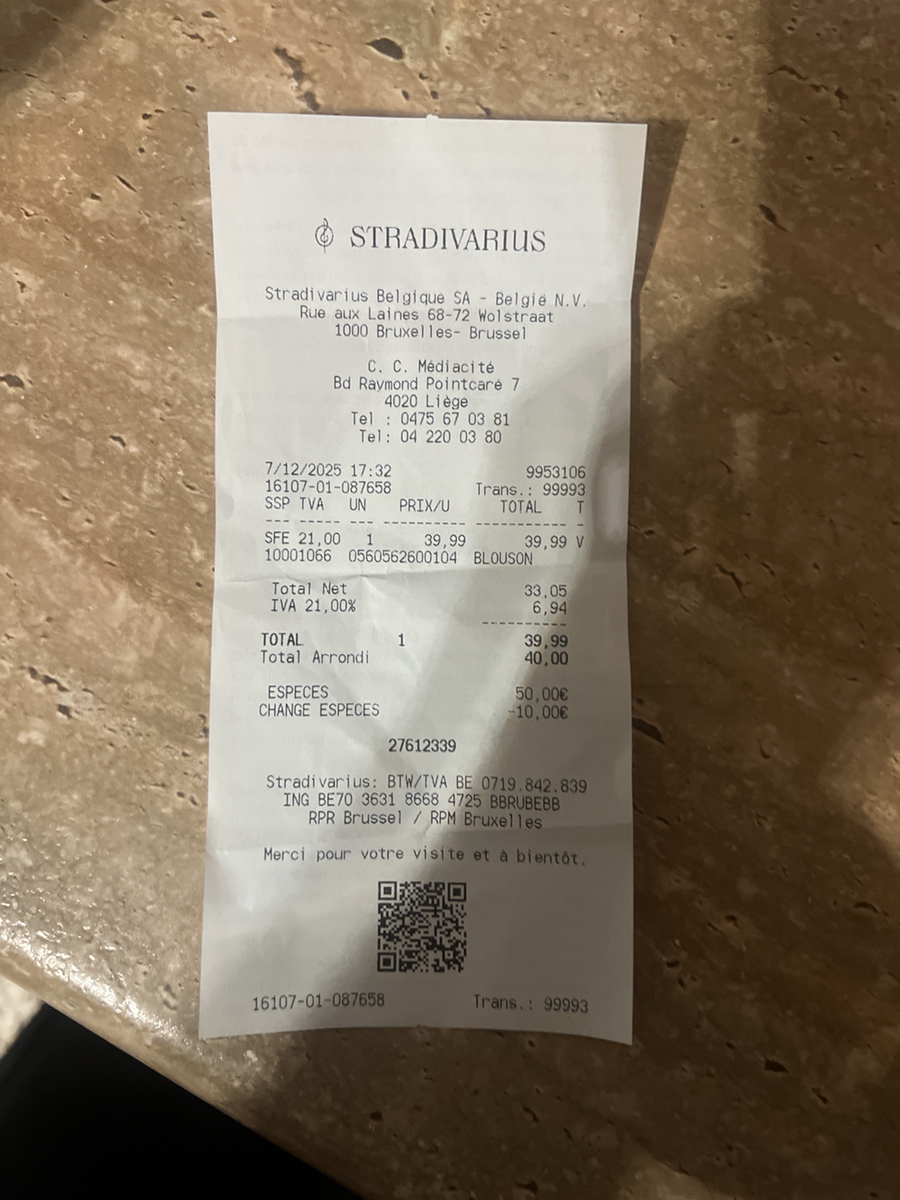 STRADIVARIUS
Stradivarius Belgique SA - België N.V.
Rue aux Laines 68-72 Wolstraat
1000 Bruxelles- Brussel
C. C. Médiacité
Bd Raymond Pointcaré 7
4020 Liège
Tel : 0475 67 03 81
Tel: 04 220 03 80
7/12/2025 17:32 9953106
16107-01-087658 Trans.: 99993
SSP TVA UN PRIX/U TOTAL T
--- ----- --- ---------- ----------- -
SFE 21,00 1 39,99 39,99 V
10001066 0560562600104 BLOUSON
Total Net 33,05
IVA 21,00% 6,94
----------
TOTAL 1 39,99
Total Arrondi 40,00
ESPECES 50,00€
CHANGE ESPECES -10,00€
27612339
Stradivarius: BTW/TVA BE 0719.842.839
ING BE70 3631 8668 4725 BBRUBEBB
RPR Brussel / RPM Bruxelles
Merci pour votre visite et à bientôt.
16107-01-087658 Trans.: 99993